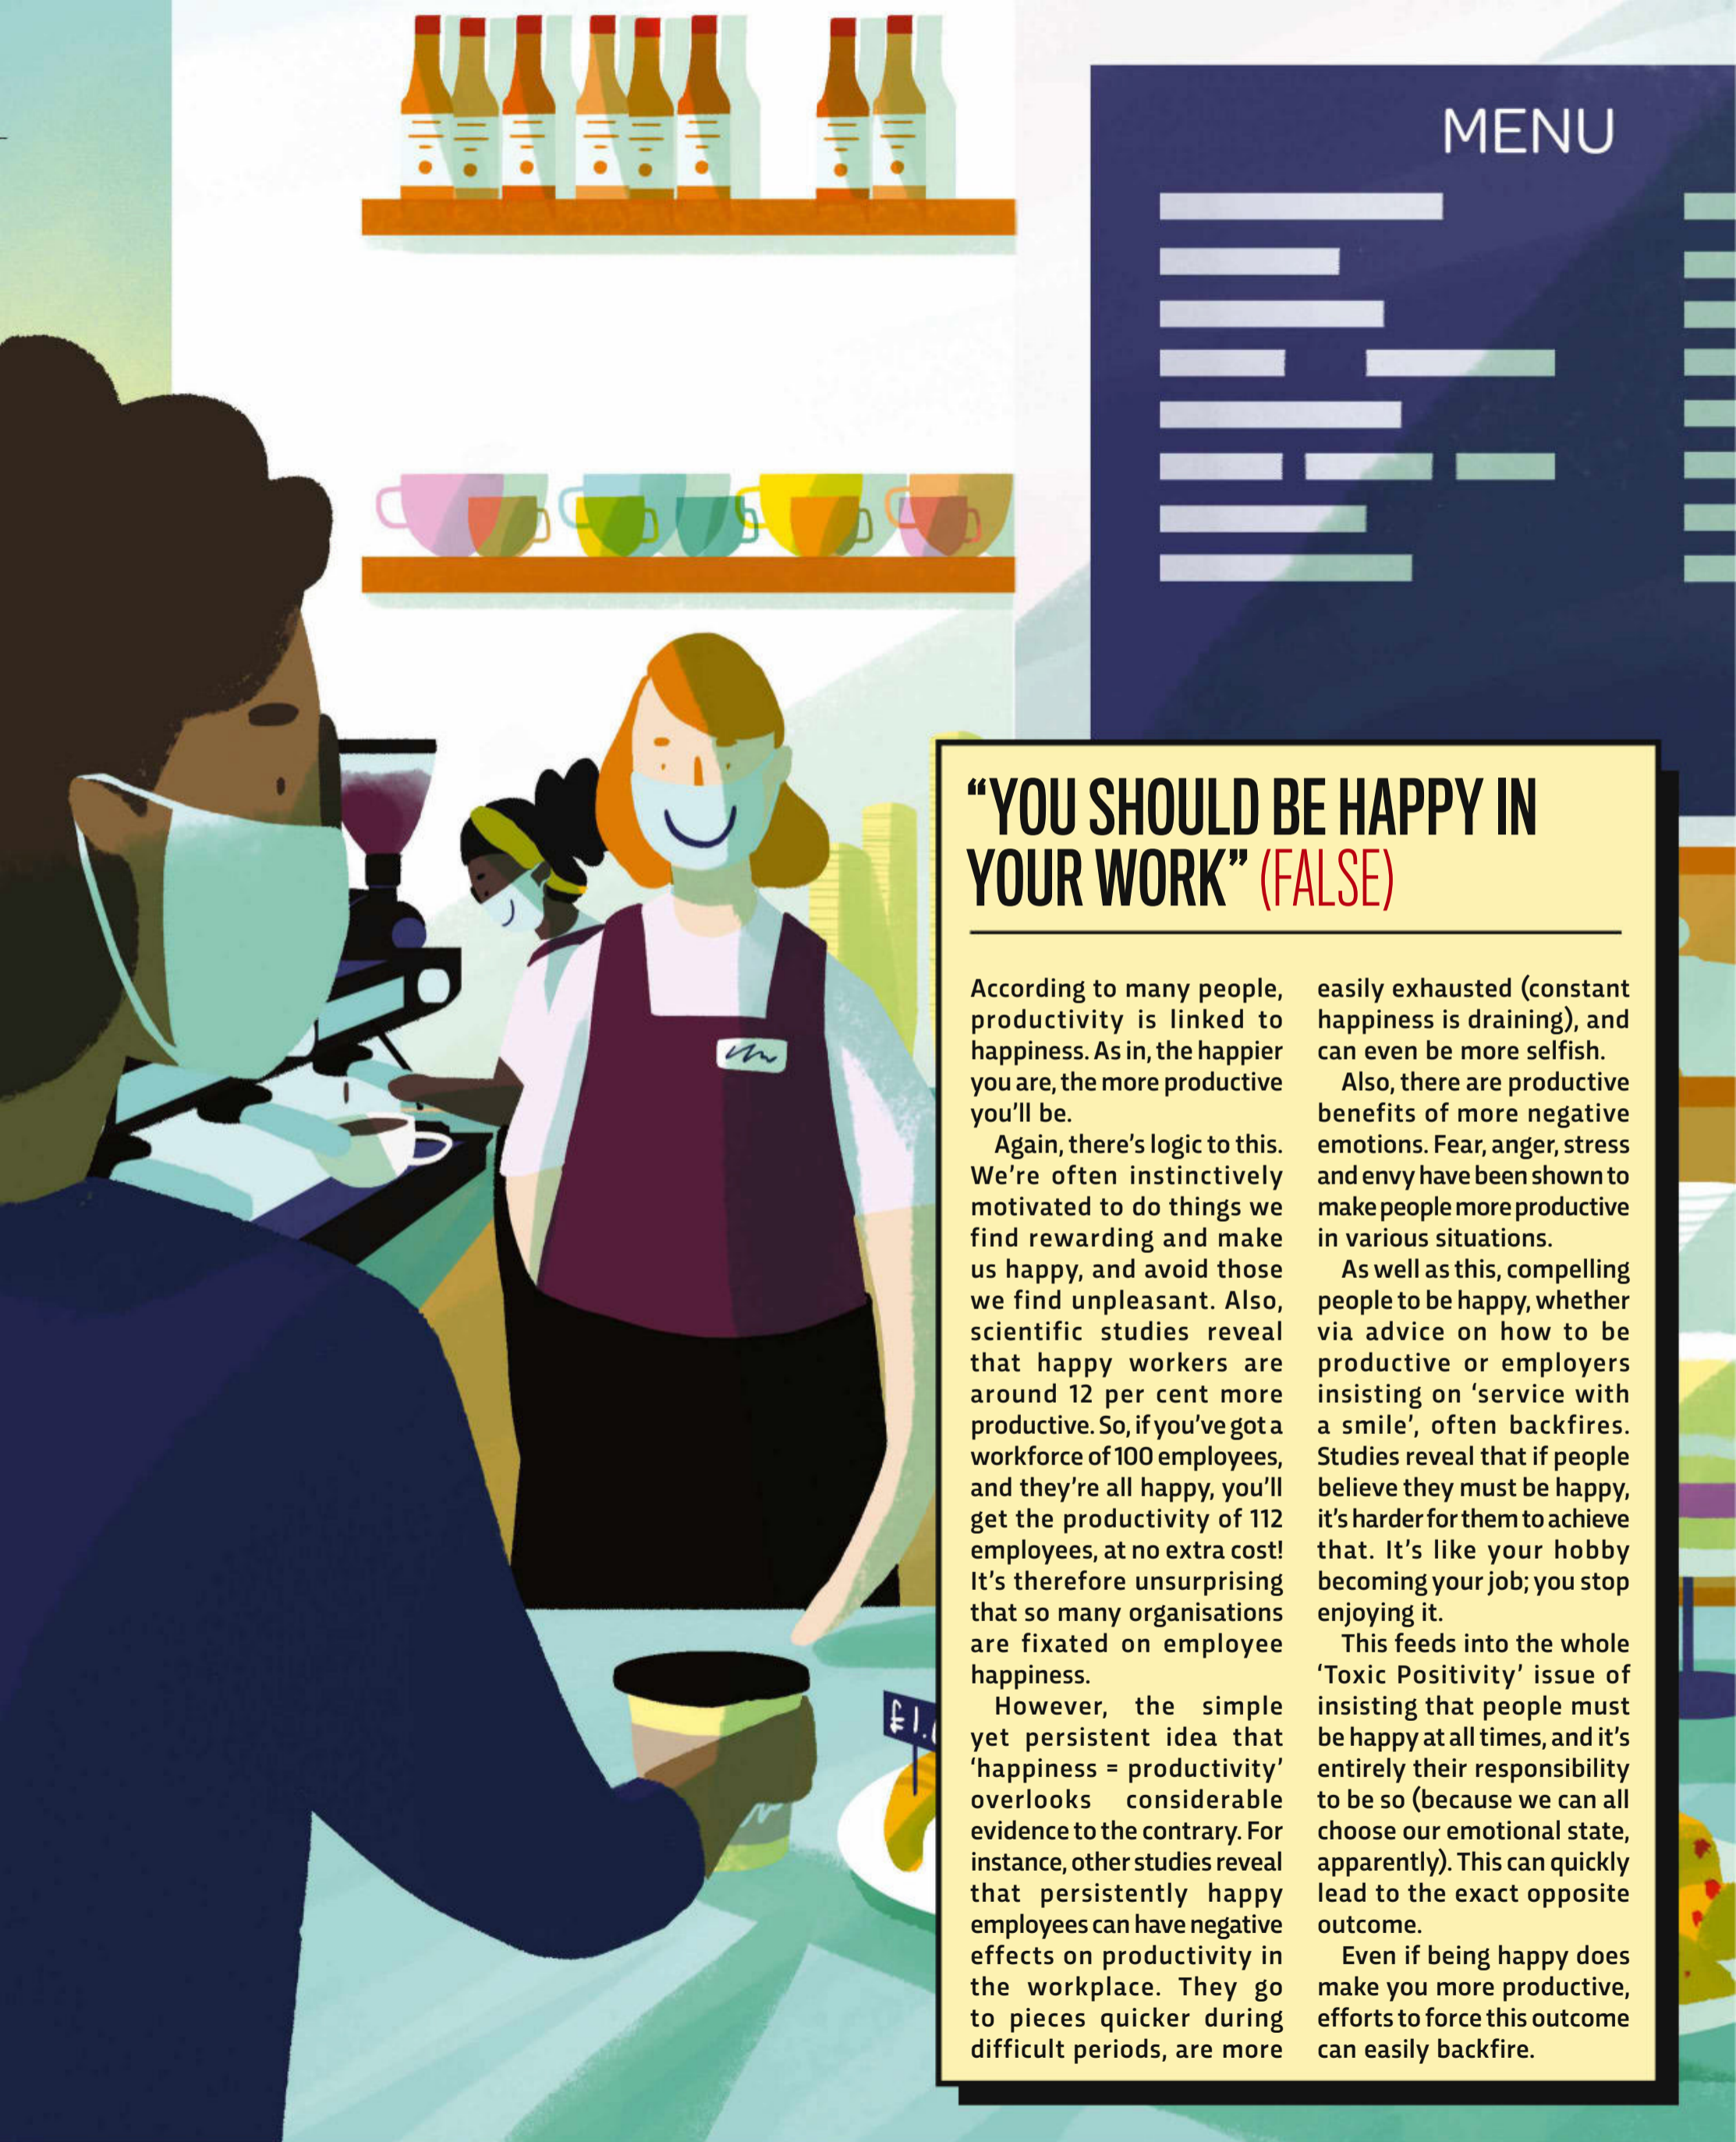 MENU
“YOU SHOULD BE HAPPY IN
YOUR WORK” (FALSE)
According to many people,
productivity is linked to
happiness. As in, the happier
you are, the more productive
you'll be.
Again, there's logic to this.
We're often instinctively
motivated to do things we
find rewarding and make
us happy, and avoid those
we find unpleasant. Also,
scientific studies reveal
that happy workers are
around 12 per cent more
productive. So, if you've got a
workforce of 100 employees,
and they're all happy, you'll
get the productivity of 112
employees, at no extra cost!
It's therefore unsurprising
that so many organisations
are fixated on employee
happiness.
However, the simple
yet persistent idea that
‘happiness = productivity’
overlooks considerable
evidence to the contrary. For
instance, other studies reveal
that persistently happy
employees can have negative
effects on productivity in
the workplace. They go
to pieces quicker during
difficult periods, are more
easily exhausted (constant
happiness is draining), and
can even be more selfish.
Also, there are productive
benefits of more negative
emotions. Fear, anger, stress
and envy have been shown to
make people more productive
in various situations.
As well as this, compelling
people to be happy, whether
via advice on how to be
productive or employers
insisting on ‘service with
a smile’, often backfires.
Studies reveal that if people
believe they must be happy,
it's harder for them to achieve
that. It's like your hobby
becoming your job; you stop
enjoying it.
This feeds into the whole
‘Toxic Positivity’ issue of
insisting that people must
be happy at all times, and it's
entirely their responsibility
to be so (because we can all
choose our emotional state,
apparently). This can quickly
lead to the exact opposite
outcome.
Even if being happy does
make you more productive,
efforts to force this outcome
can easily backfire.